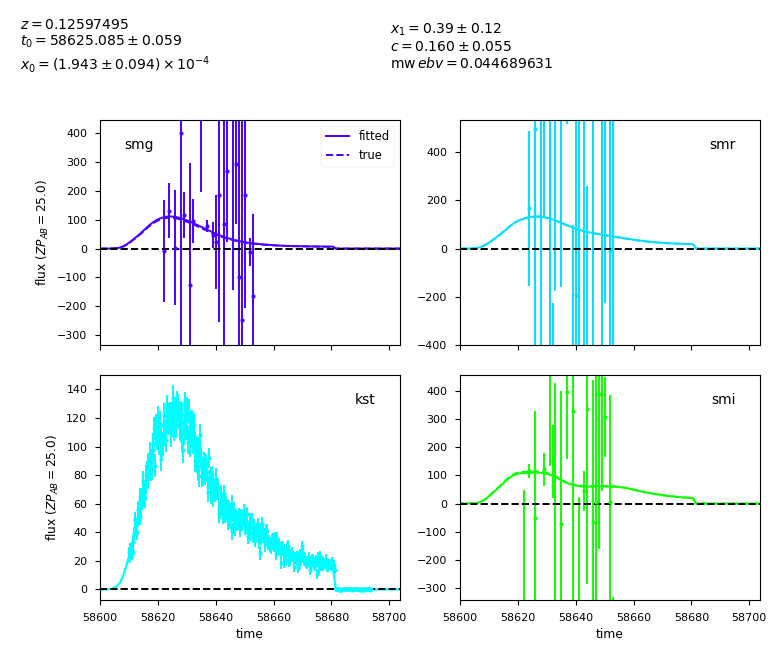 z = 0.12597495
t₀ = 58625.085 ± 0.059
x₀ = (1.943 ± 0.094) × 10⁻⁴
x₁ = 0.39 ± 0.12
c = 0.160 ± 0.055
mw ebv = 0.044689631
smg
fitted
true
400
300
200
100
0
−100
−200
−300
flux (ZP_AB = 25.0)
smr
400
200
0
−200
−400
kst
140
120
100
80
60
40
20
0
flux (ZP_AB = 25.0)
58600 58620 58640 58660 58680 58700
time
smi
400
300
200
100
0
−100
−200
−300
58600 58620 58640 58660 58680 58700
time